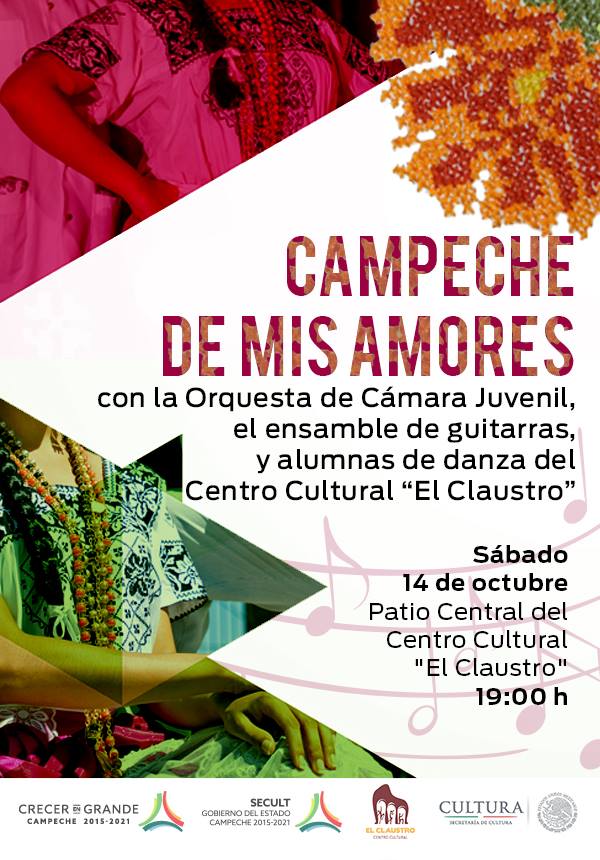 CAMPECHE
DE MIS AMORES
con la Orquesta de Cámara Juvenil,
el ensamble de guitarras,
y alumnas de danza del
Centro Cultural “El Claustro”
Sábado
14 de octubre
Patio Central del
Centro Cultural
"El Claustro"
19:00 h
CRECER EN GRANDE
CAMPECHE 2015-2021
SECULT
GOBIERNO DEL ESTADO
CAMPECHE 2015-2021
EL CLAUSTRO
CENTRO CULTURAL
CULTURA
SECRETARÍA DE CULTURA